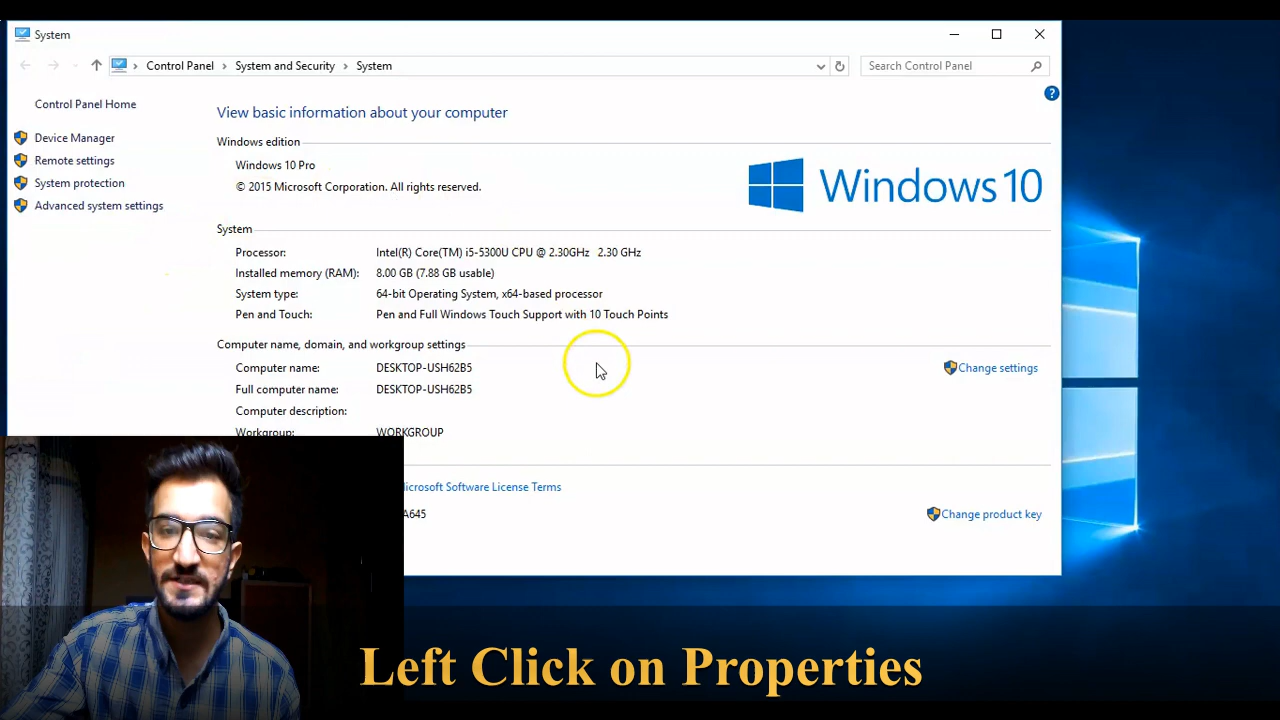 System
Control Panel › System and Security › System
Search Control Panel
?
Control Panel Home
Device Manager
Remote settings
System protection
Advanced system settings
View basic information about your computer
Windows edition
Windows 10 Pro
© 2015 Microsoft Corporation. All rights reserved.
Windows 10
System
Processor: Intel(R) Core(TM) i5-5300U CPU @ 2.30GHz 2.30 GHz
Installed memory (RAM): 8.00 GB (7.88 GB usable)
System type: 64-bit Operating System, x64-based processor
Pen and Touch: Pen and Full Windows Touch Support with 10 Touch Points
Computer name, domain, and workgroup settings
Computer name: DESKTOP-USH62B5
Change settings
Full computer name: DESKTOP-USH62B5
Computer description:
Workgroup: WORKGROUP
icrosoft Software License Terms
A645
Change product key
Left Click on Properties